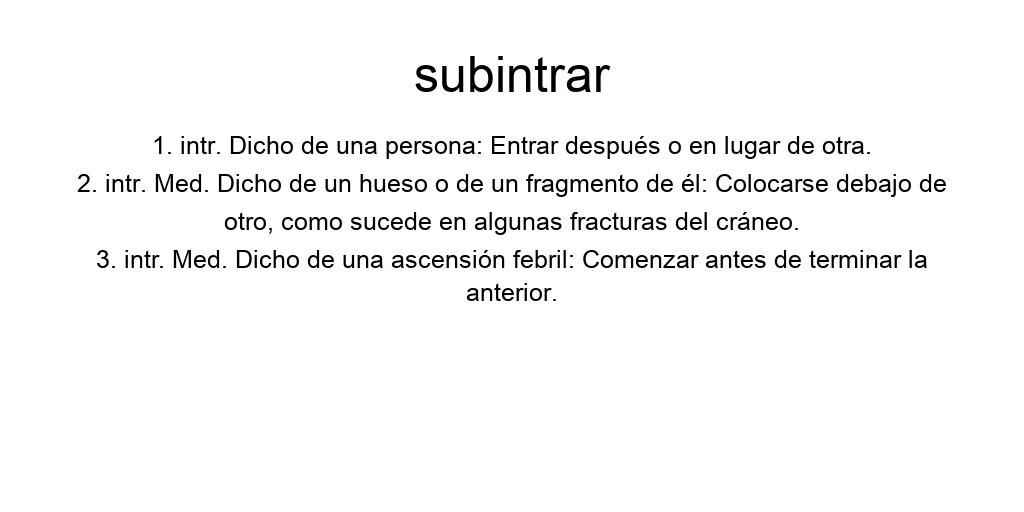 subintrar
1. intr. Dicho de una persona: Entrar después o en lugar de otra.
2. intr. Med. Dicho de un hueso o de un fragmento de él: Colocarse debajo de
otro, como sucede en algunas fracturas del cráneo.
3. intr. Med. Dicho de una ascensión febril: Comenzar antes de terminar la
anterior.